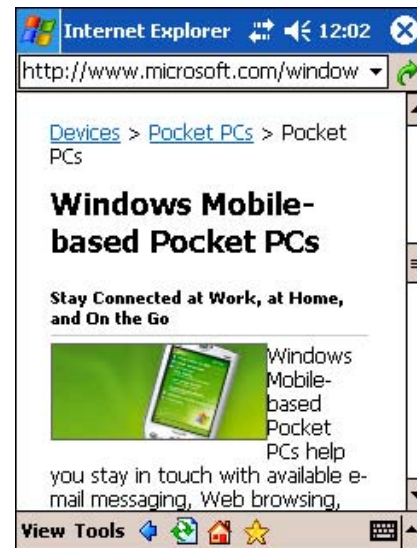 Internet Explorer 12:02
http://www.microsoft.com/window
Devices > Pocket PCs > Pocket
PCs
Windows Mobile-
based Pocket PCs
Stay Connected at Work, at Home,
and On the Go
Windows
Mobile-
based
Pocket
PCs help
you stay in touch with available e-
mail messaging, Web browsing,
View Tools